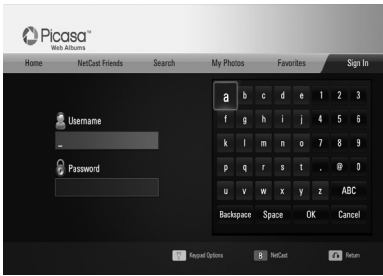 Picasa™
Web Albums
Home NetCast Friends Search My Photos Favorites Sign In
Username
_
Password
a b c d e 1 2 3
f g h i j 4 5 6
k l m n o 7 8 9
p q r s t . @ 0
u v w x y z ABC
Backspace Space OK Cancel
Keypad Options B NetCast Return